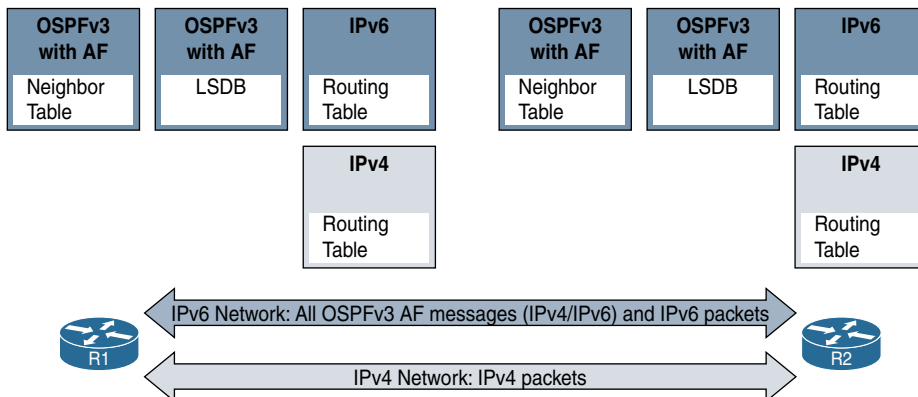 OSPFv3
with AF
Neighbor
Table
OSPFv3
with AF
LSDB
IPv6
Routing
Table
OSPFv3
with AF
Neighbor
Table
OSPFv3
with AF
LSDB
IPv6
Routing
Table
IPv4
Routing
Table
IPv4
Routing
Table
IPv6 Network: All OSPFv3 AF messages (IPv4/IPv6) and IPv6 packets
R1
R2
IPv4 Network: IPv4 packets